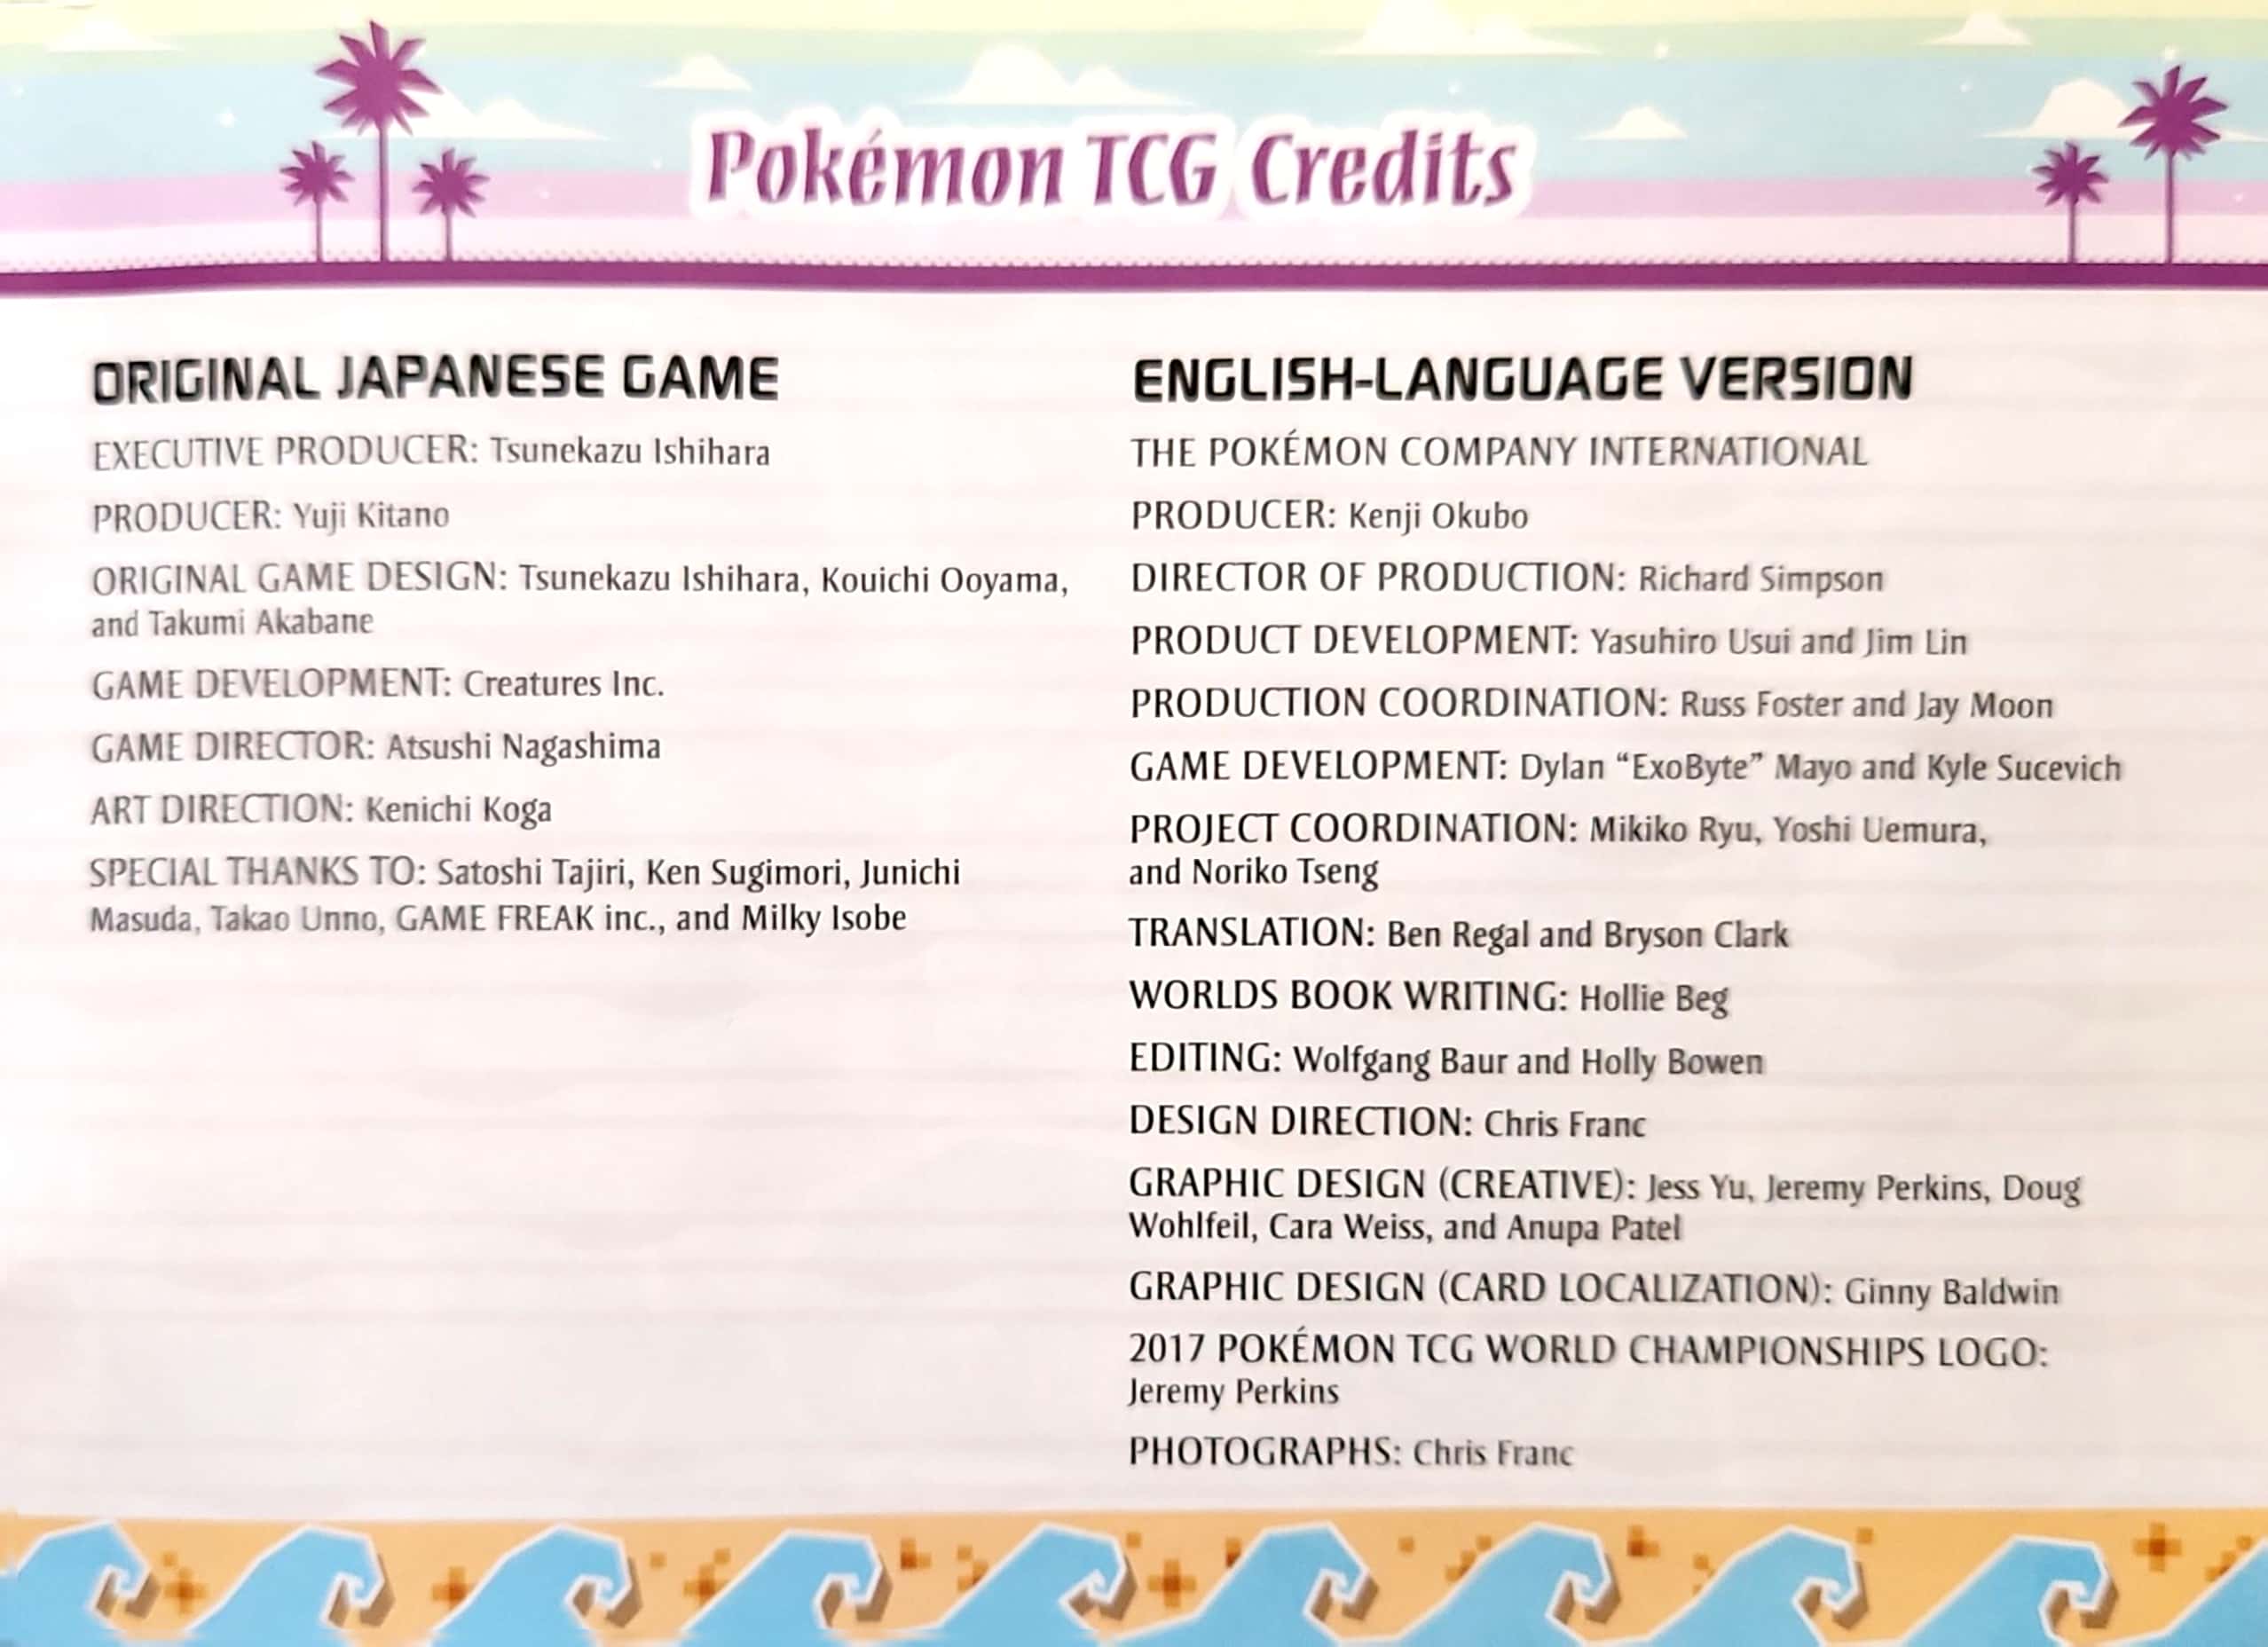 Pokémon TCG Credits
ORIGINAL JAPANESE GAME
EXECUTIVE PRODUCER: Tsunekazu Ishihara
PRODUCER: Yuji Kitano
ORIGINAL GAME DESIGN: Tsunekazu Ishihara, Kouichi Ooyama,
and Takumi Akabane
GAME DEVELOPMENT: Creatures Inc.
GAME DIRECTOR: Atsushi Nagashima
ART DIRECTION: Kenichi Koga
SPECIAL THANKS TO: Satoshi Tajiri, Ken Sugimori, Junichi
Masuda, Takao Unno, GAME FREAK inc., and Milky Isobe
ENGLISH-LANGUAGE VERSION
THE POKÉMON COMPANY INTERNATIONAL
PRODUCER: Kenji Okubo
DIRECTOR OF PRODUCTION: Richard Simpson
PRODUCT DEVELOPMENT: Yasuhiro Usui and Jim Lin
PRODUCTION COORDINATION: Russ Foster and Jay Moon
GAME DEVELOPMENT: Dylan “ExoByte” Mayo and Kyle Sucevich
PROJECT COORDINATION: Mikiko Ryu, Yoshi Uemura,
and Noriko Tseng
TRANSLATION: Ben Regal and Bryson Clark
WORLDS BOOK WRITING: Hollie Beg
EDITING: Wolfgang Baur and Holly Bowen
DESIGN DIRECTION: Chris Franc
GRAPHIC DESIGN (CREATIVE): Jess Yu, Jeremy Perkins, Doug
Wohlfeil, Cara Weiss, and Anupa Patel
GRAPHIC DESIGN (CARD LOCALIZATION): Ginny Baldwin
2017 POKÉMON TCG WORLD CHAMPIONSHIPS LOGO:
Jeremy Perkins
PHOTOGRAPHS: Chris Franc